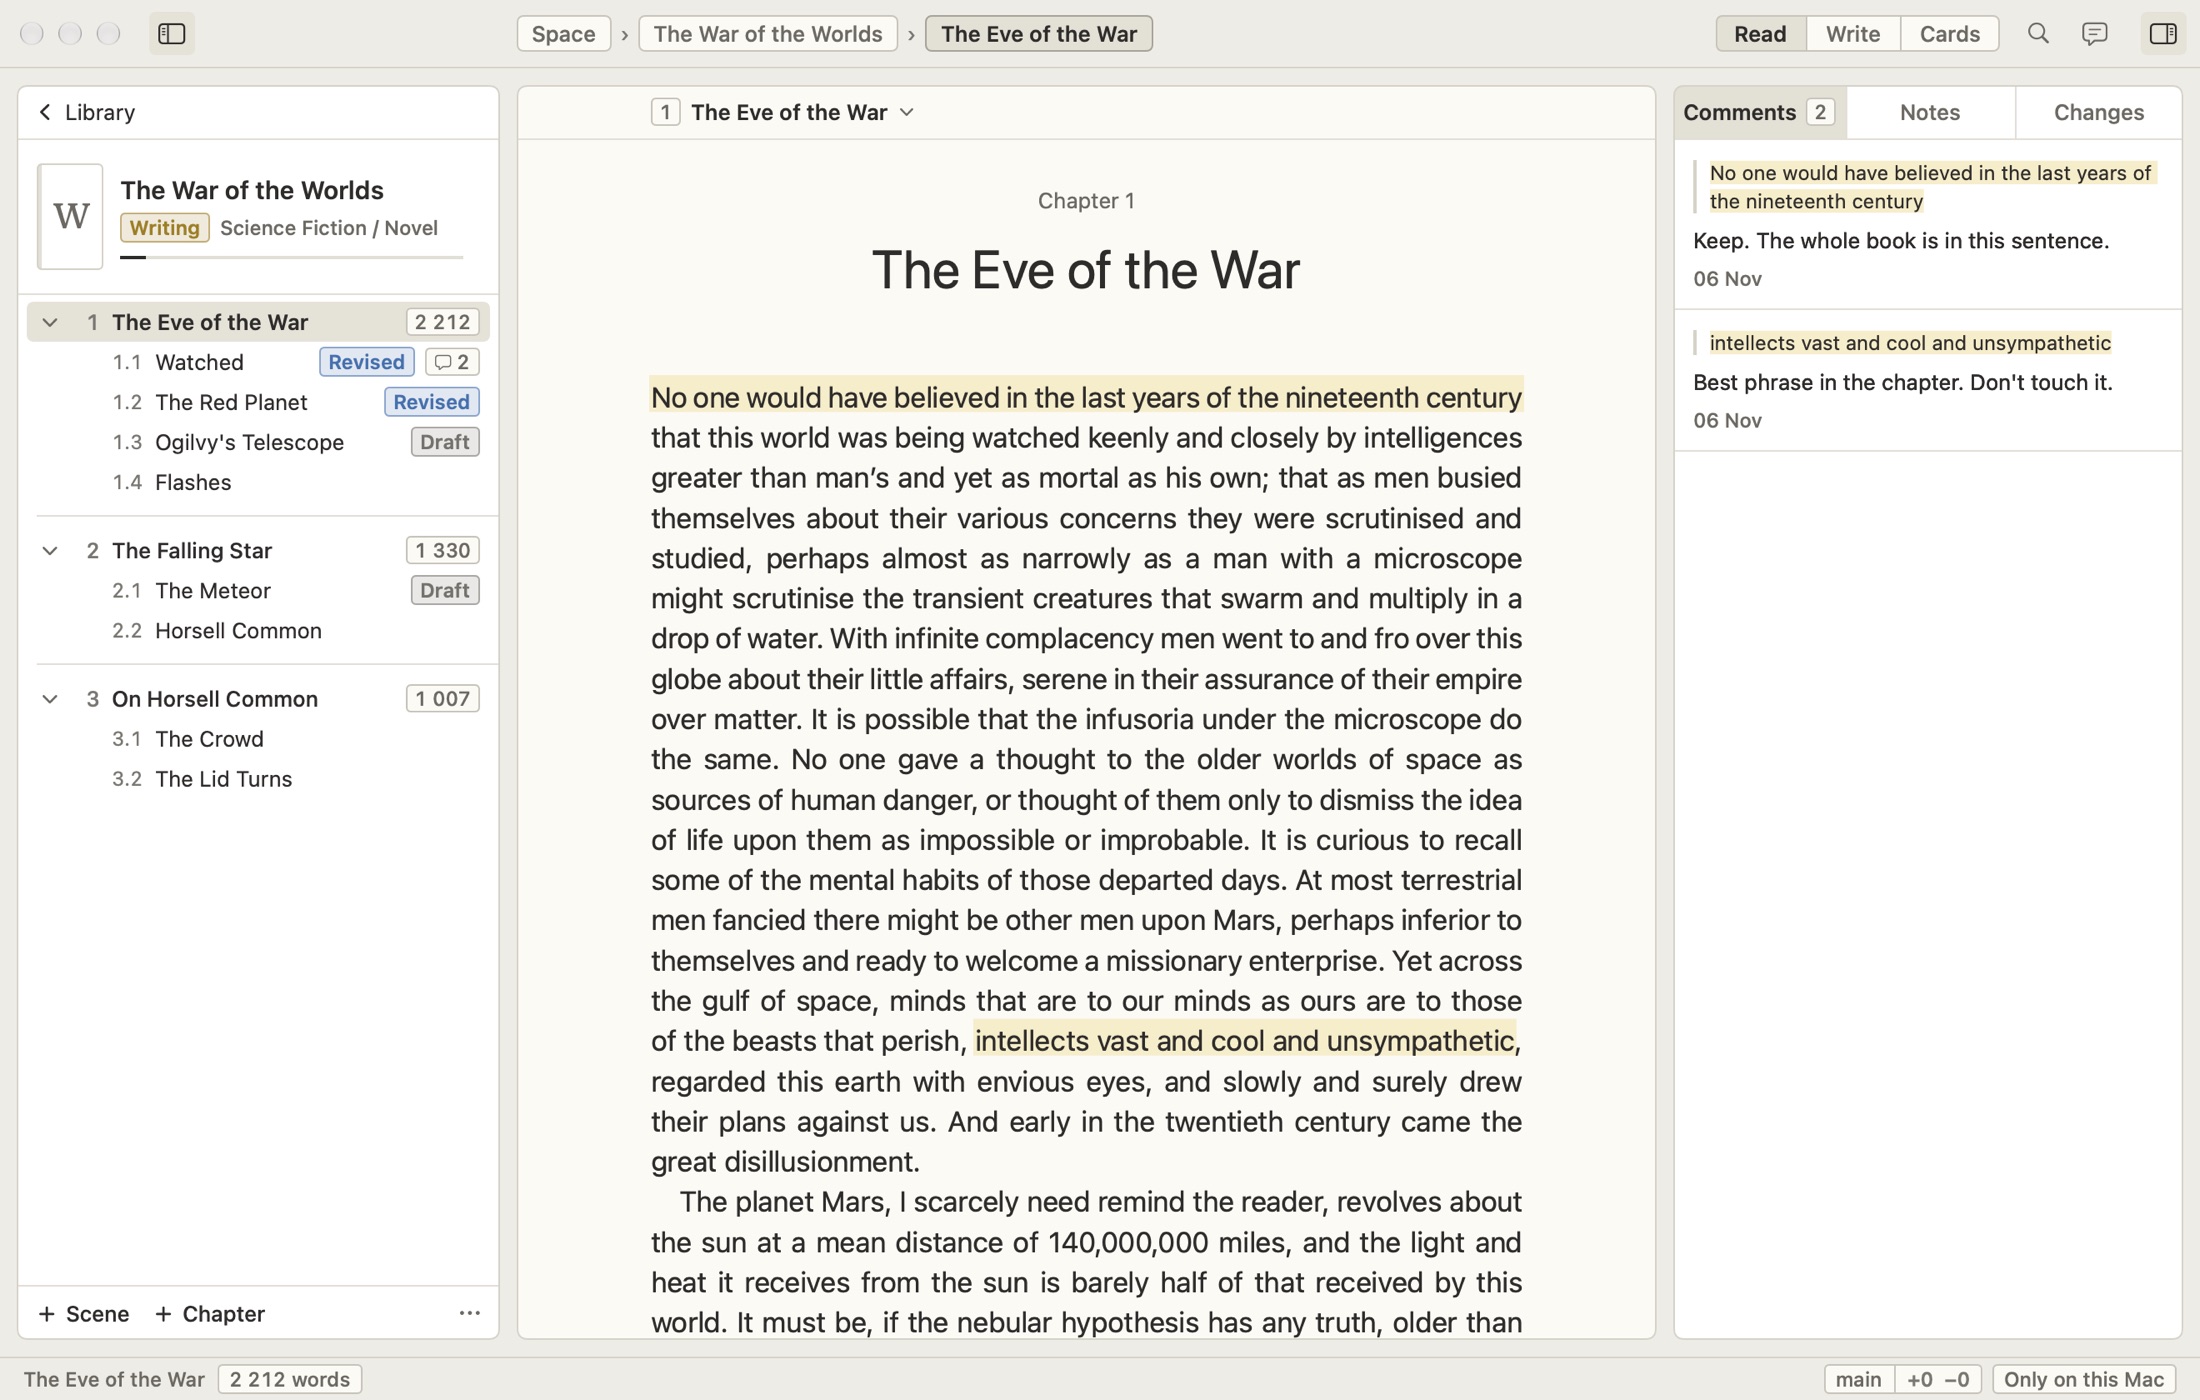 Space › The War of the Worlds › The Eve of the War
Read Write Cards
Library
W
The War of the Worlds
Writing Science Fiction / Novel
1 The Eve of the War 2 212
1.1 Watched Revised 2
1.2 The Red Planet Revised
1.3 Ogilvy's Telescope Draft
1.4 Flashes
2 The Falling Star 1 330
2.1 The Meteor Draft
2.2 Horsell Common
3 On Horsell Common 1 007
3.1 The Crowd
3.2 The Lid Turns
+ Scene + Chapter ···
1 The Eve of the War
Chapter 1
The Eve of the War
No one would have believed in the last years of the nineteenth century
that this world was being watched keenly and closely by intelligences
greater than man’s and yet as mortal as his own; that as men busied
themselves about their various concerns they were scrutinised and
studied, perhaps almost as narrowly as a man with a microscope
might scrutinise the transient creatures that swarm and multiply in a
drop of water. With infinite complacency men went to and fro over this
globe about their little affairs, serene in their assurance of their empire
over matter. It is possible that the infusoria under the microscope do
the same. No one gave a thought to the older worlds of space as
sources of human danger, or thought of them only to dismiss the idea
of life upon them as impossible or improbable. It is curious to recall
some of the mental habits of those departed days. At most terrestrial
men fancied there might be other men upon Mars, perhaps inferior to
themselves and ready to welcome a missionary enterprise. Yet across
the gulf of space, minds that are to our minds as ours are to those
of the beasts that perish, intellects vast and cool and unsympathetic,
regarded this earth with envious eyes, and slowly and surely drew
their plans against us. And early in the twentieth century came the
great disillusionment.
The planet Mars, I scarcely need remind the reader, revolves about
the sun at a mean distance of 140,000,000 miles, and the light and
heat it receives from the sun is barely half of that received by this
world. It must be, if the nebular hypothesis has any truth, older than
Comments 2 Notes Changes
No one would have believed in the last years of
the nineteenth century
Keep. The whole book is in this sentence.
06 Nov
intellects vast and cool and unsympathetic
Best phrase in the chapter. Don't touch it.
06 Nov
The Eve of the War 2 212 words
main +0 −0 Only on this Mac